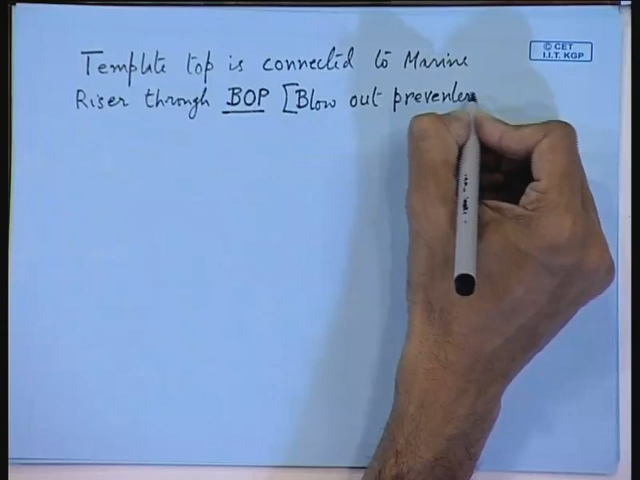 Template top is connected to Marine
© CET
I.I.T. KGP
Riser through BOP [Blow out preventer